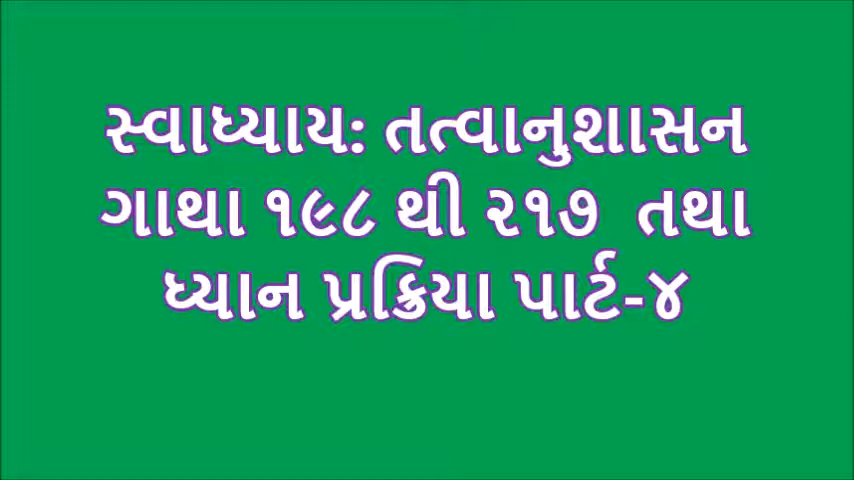 સ્વાધ્યાય: તત્વાનુશાસન
ગાથા ૧૯૮ થી ૨૧૭ તથા
ધ્યાન પ્રક્રિયા પાર્ટ-૪